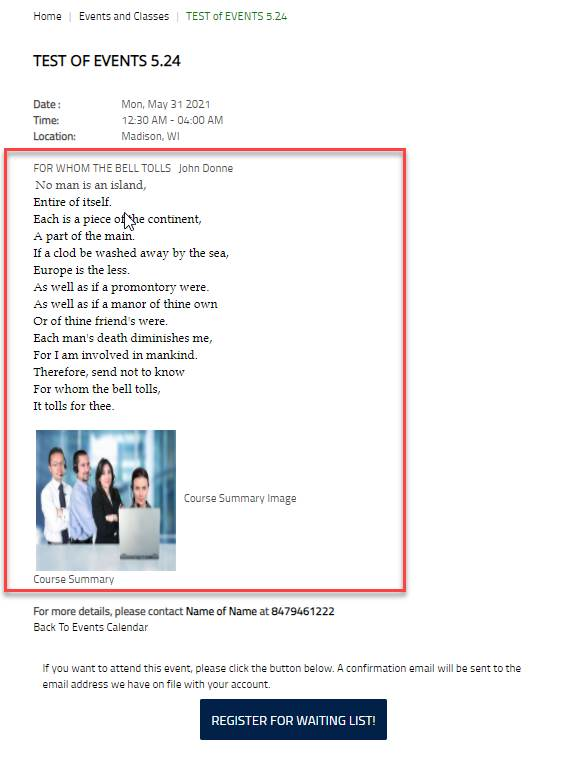 Home | Events and Classes | TEST of EVENTS 5.24
TEST OF EVENTS 5.24
Date : Mon, May 31 2021
Time: 12:30 AM - 04:00 AM
Location: Madison, WI
FOR WHOM THE BELL TOLLS John Donne
No man is an island,
Entire of itself.
Each is a piece of the continent,
A part of the main.
If a clod be washed away by the sea,
Europe is the less.
As well as if a promontory were.
As well as if a manor of thine own
Or of thine friend's were.
Each man's death diminishes me,
For I am involved in mankind.
Therefore, send not to know
For whom the bell tolls,
It tolls for thee.
Course Summary Image
Course Summary
For more details, please contact Name of Name at 8479461222
Back To Events Calendar
If you want to attend this event, please click the button below. A confirmation email will be sent to the
email address we have on file with your account.
REGISTER FOR WAITING LIST!